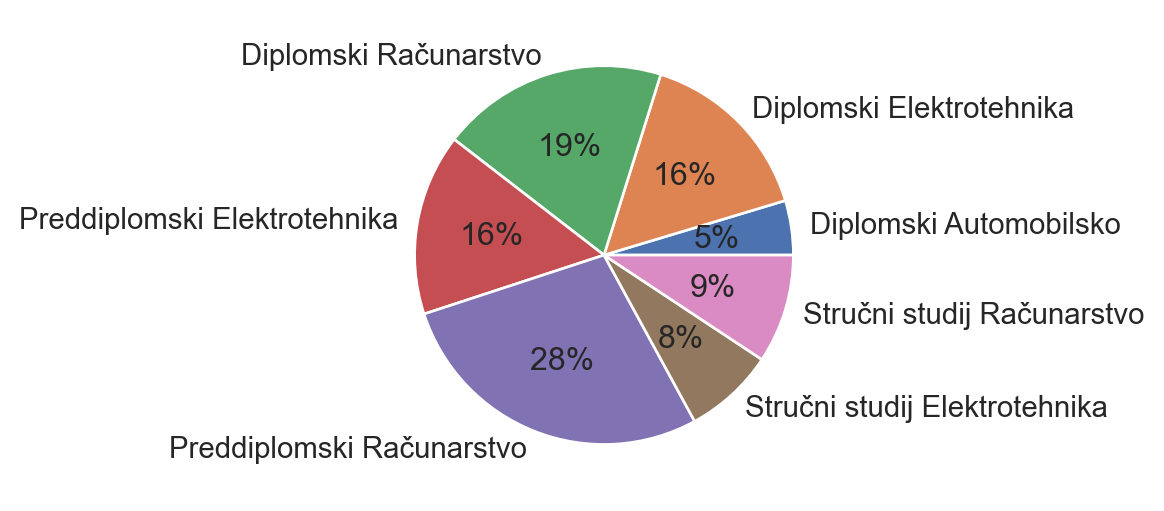 Diplomski Računarstvo
Diplomski Elektrotehnika
19%
16%
Preddiplomski Elektrotehnika
16%
5%
Diplomski Automobilsko
9%
Stručni studij Računarstvo
8%
28%
Stručni studij Elektrotehnika
Preddiplomski Računarstvo